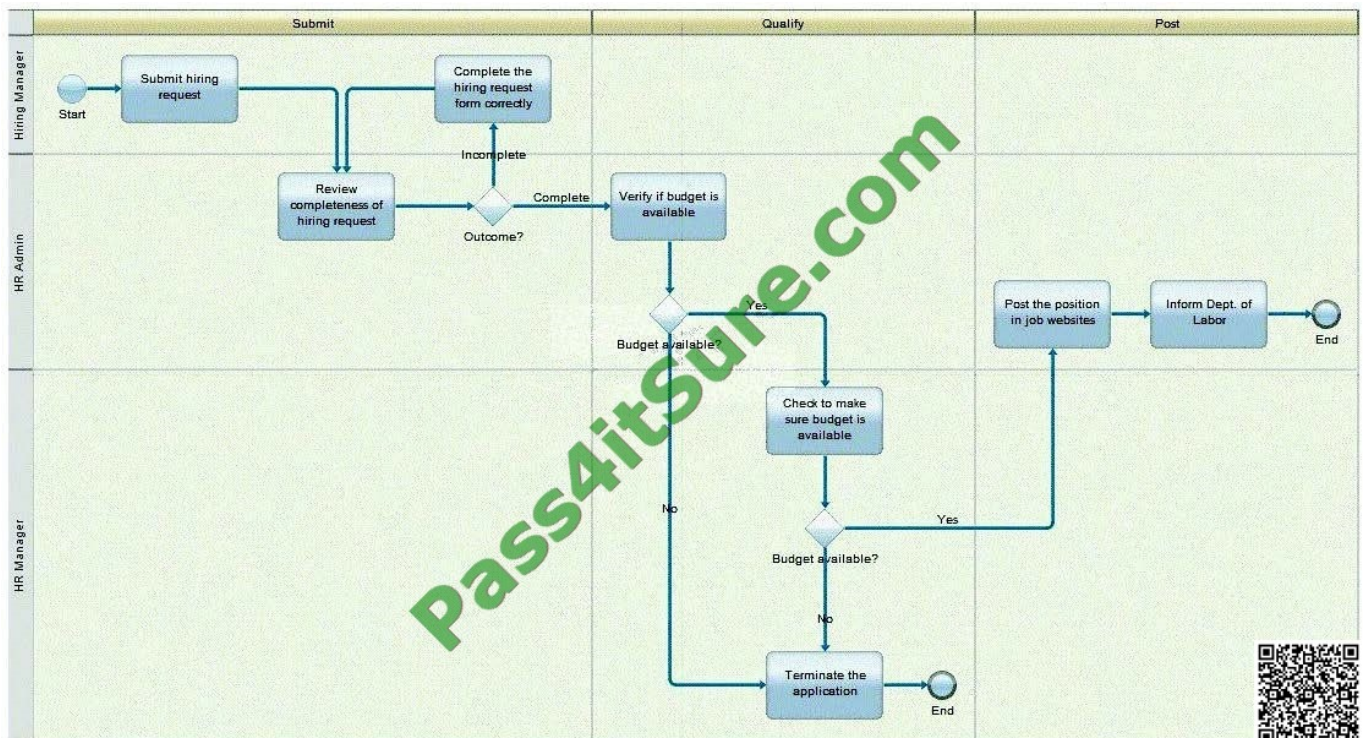 Submit
Qualify
Post
Hiring Manager
Start
Submit hiring
request
Complete the
hiring request
form correctly
Incomplete
HR Admin
Review
completeness of
hiring request
Outcome?
Complete
Verify if budget is
available
Budget available?
Yes
Post the position
in job websites
Inform Dept. of
Labor
End
HR Manager
Check to make
sure budget is
available
No
Budget available?
Yes
No
Terminate the
application
End
Pass4itSure.com